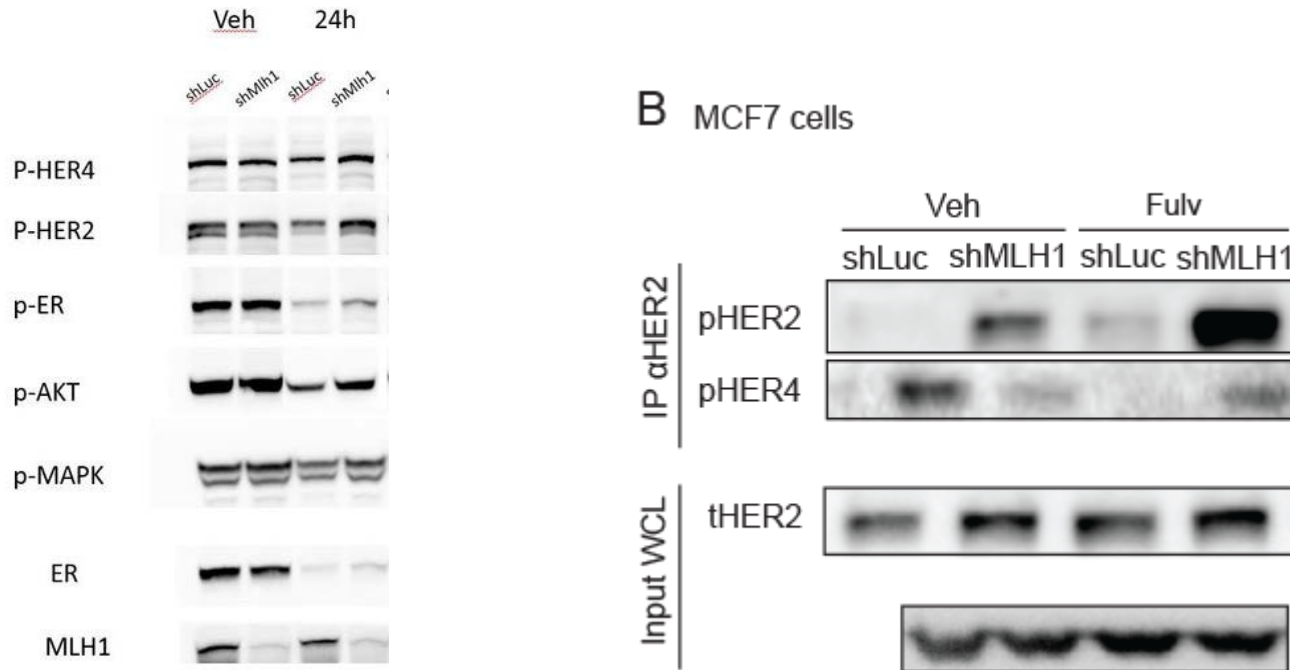 Veh 24h
shLuc shMlh1 shLuc shMlh1
P-HER4
P-HER2
p-ER
p-AKT
p-MAPK
ER
MLH1
B MCF7 cells
Veh Fulv
shLuc shMLH1 shLuc shMLH1
IP αHER2
pHER2
pHER4
Input WCL
tHER2